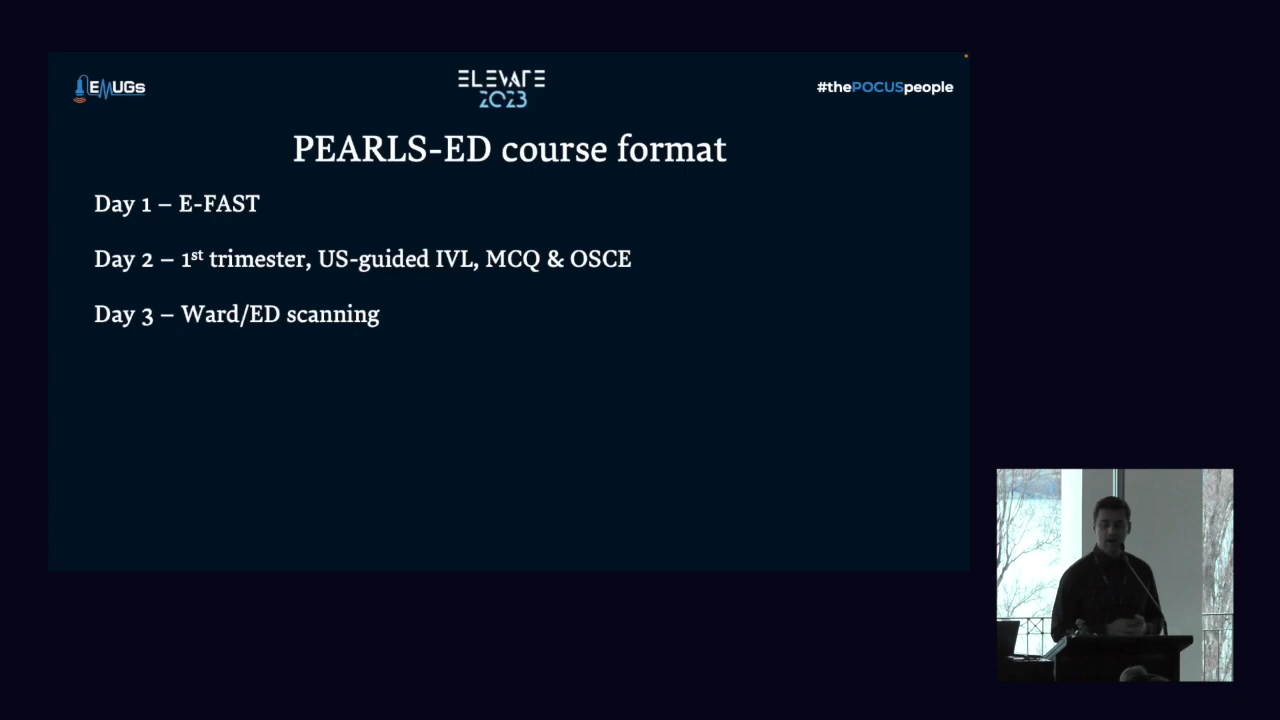 EMUGs
ELEVATE
2023
#thePOCUSpeople
PEARLS-ED course format
Day 1 – E-FAST
Day 2 – 1st trimester, US-guided IVL, MCQ & OSCE
Day 3 – Ward/ED scanning